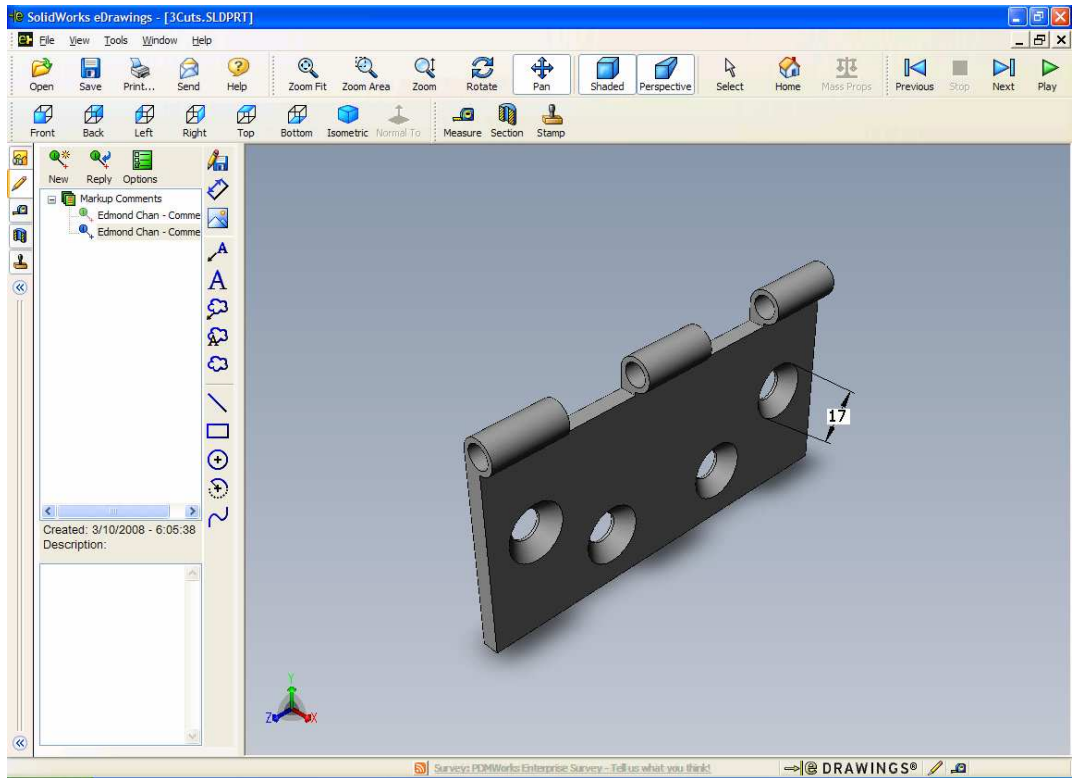 SolidWorks eDrawings - [3Cuts.SLDPRT]
File View Tools Window Help
Open Save Print... Send Help Zoom Fit Zoom Area Zoom Rotate Pan Shaded Perspective Select Home Mass Props Previous Stop Next Play
Front Back Left Right Top Bottom Isometric Normal To Measure Section Stamp
New Reply Options
Markup Comments
Edmond Chan - Comme
Edmond Chan - Comme
A
A
17
Created: 3/10/2008 - 6:05:38
Description:
Y
Z X
Survey: PDMWorks Enterprise Survey - Tell us what you think!
DRAWINGS®